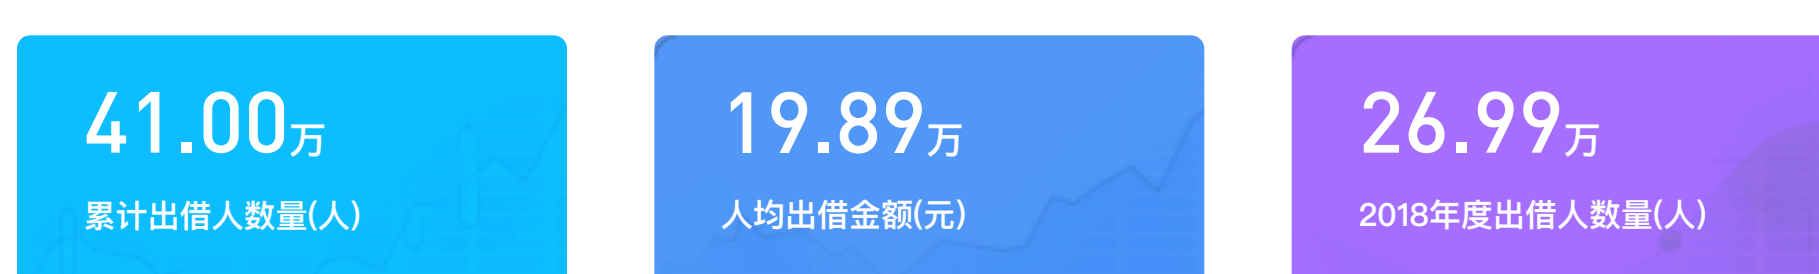 41.00万
累计出借人数量(人)
19.89万
人均出借金额(元)
26.99万
2018年度出借人数量(人)